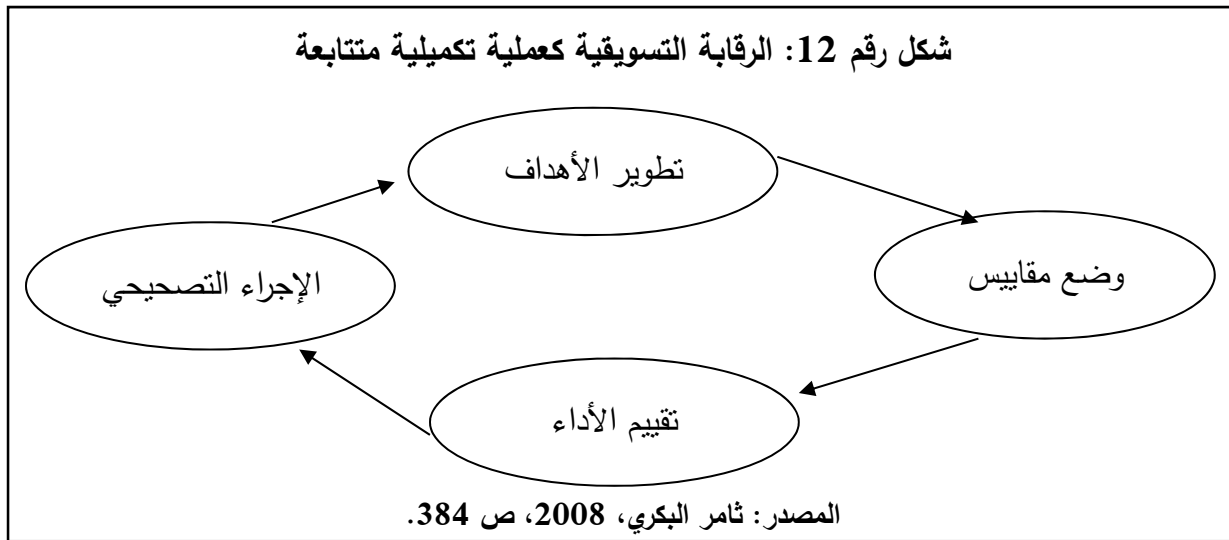 شكل رقم 12: الرقابة التسويقية كعملية تكميلية متتابعة
تطوير الأهداف
وضع مقاييس
الإجراء التصحيحي
تقييم الأداء
المصدر: ثامر البكري، 2008، ص 384.